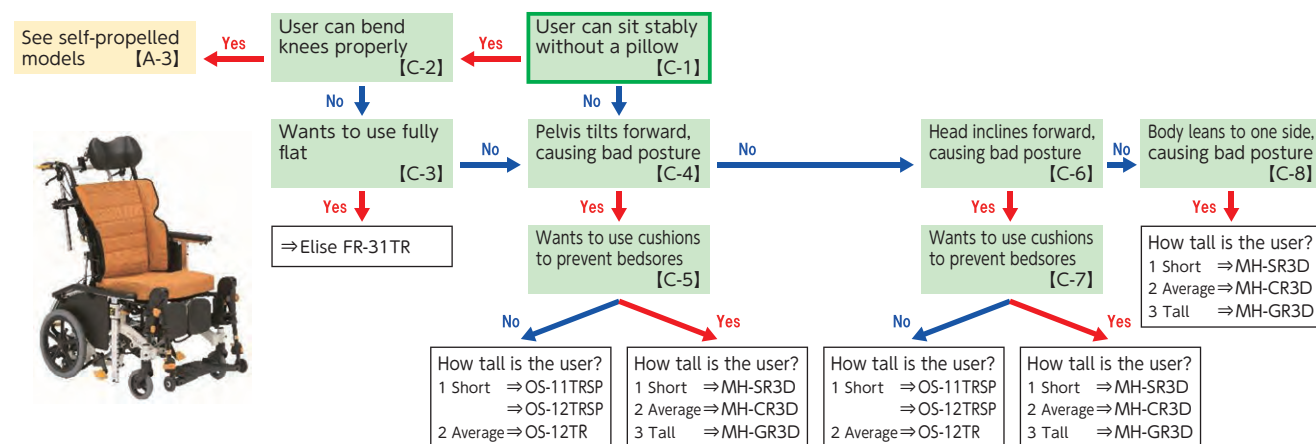 See self-propelled
models 【A-3】
Yes
User can bend
knees properly
【C-2】
Yes
User can sit stably
without a pillow
【C-1】
No
No
Wants to use fully
flat
【C-3】
No
Pelvis tilts forward,
causing bad posture
【C-4】
No
Head inclines forward,
causing bad posture
【C-6】
No
Body leans to one side,
causing bad posture
【C-8】
Yes
Yes
Yes
Yes
⇒Elise FR-31TR
Wants to use cushions
to prevent bedsores
【C-5】
Wants to use cushions
to prevent bedsores
【C-7】
How tall is the user?
1 Short ⇒MH-SR3D
2 Average⇒MH-CR3D
3 Tall ⇒MH-GR3D
No
Yes
No
Yes
How tall is the user?
1 Short ⇒OS-11TRSP
⇒OS-12TRSP
2 Average⇒OS-12TR
How tall is the user?
1 Short ⇒MH-SR3D
2 Average⇒MH-CR3D
3 Tall ⇒MH-GR3D
How tall is the user?
1 Short ⇒OS-11TRSP
⇒OS-12TRSP
2 Average⇒OS-12TR
How tall is the user?
1 Short ⇒MH-SR3D
2 Average⇒MH-CR3D
3 Tall ⇒MH-GR3D